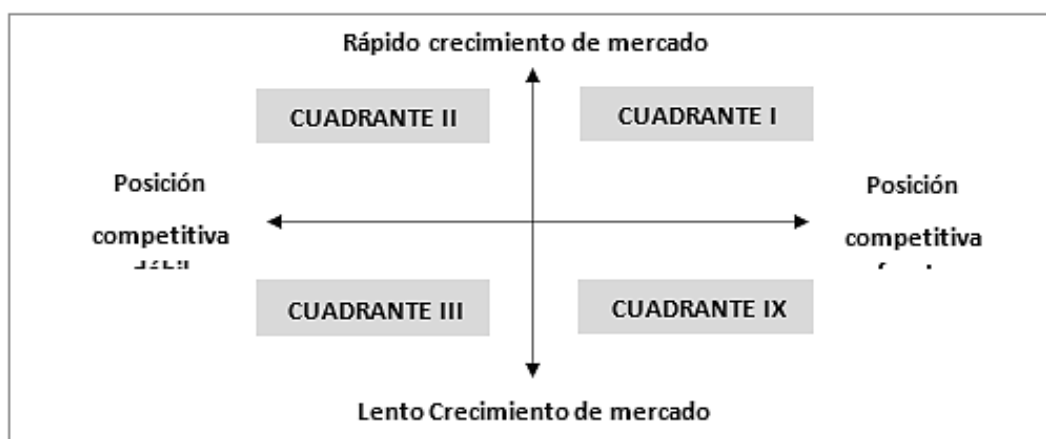 Rápido crecimiento de mercado
CUADRANTE II
CUADRANTE I
Posición
competitiva
Posición
competitiva
CUADRANTE III
CUADRANTE IX
Lento Crecimiento de mercado